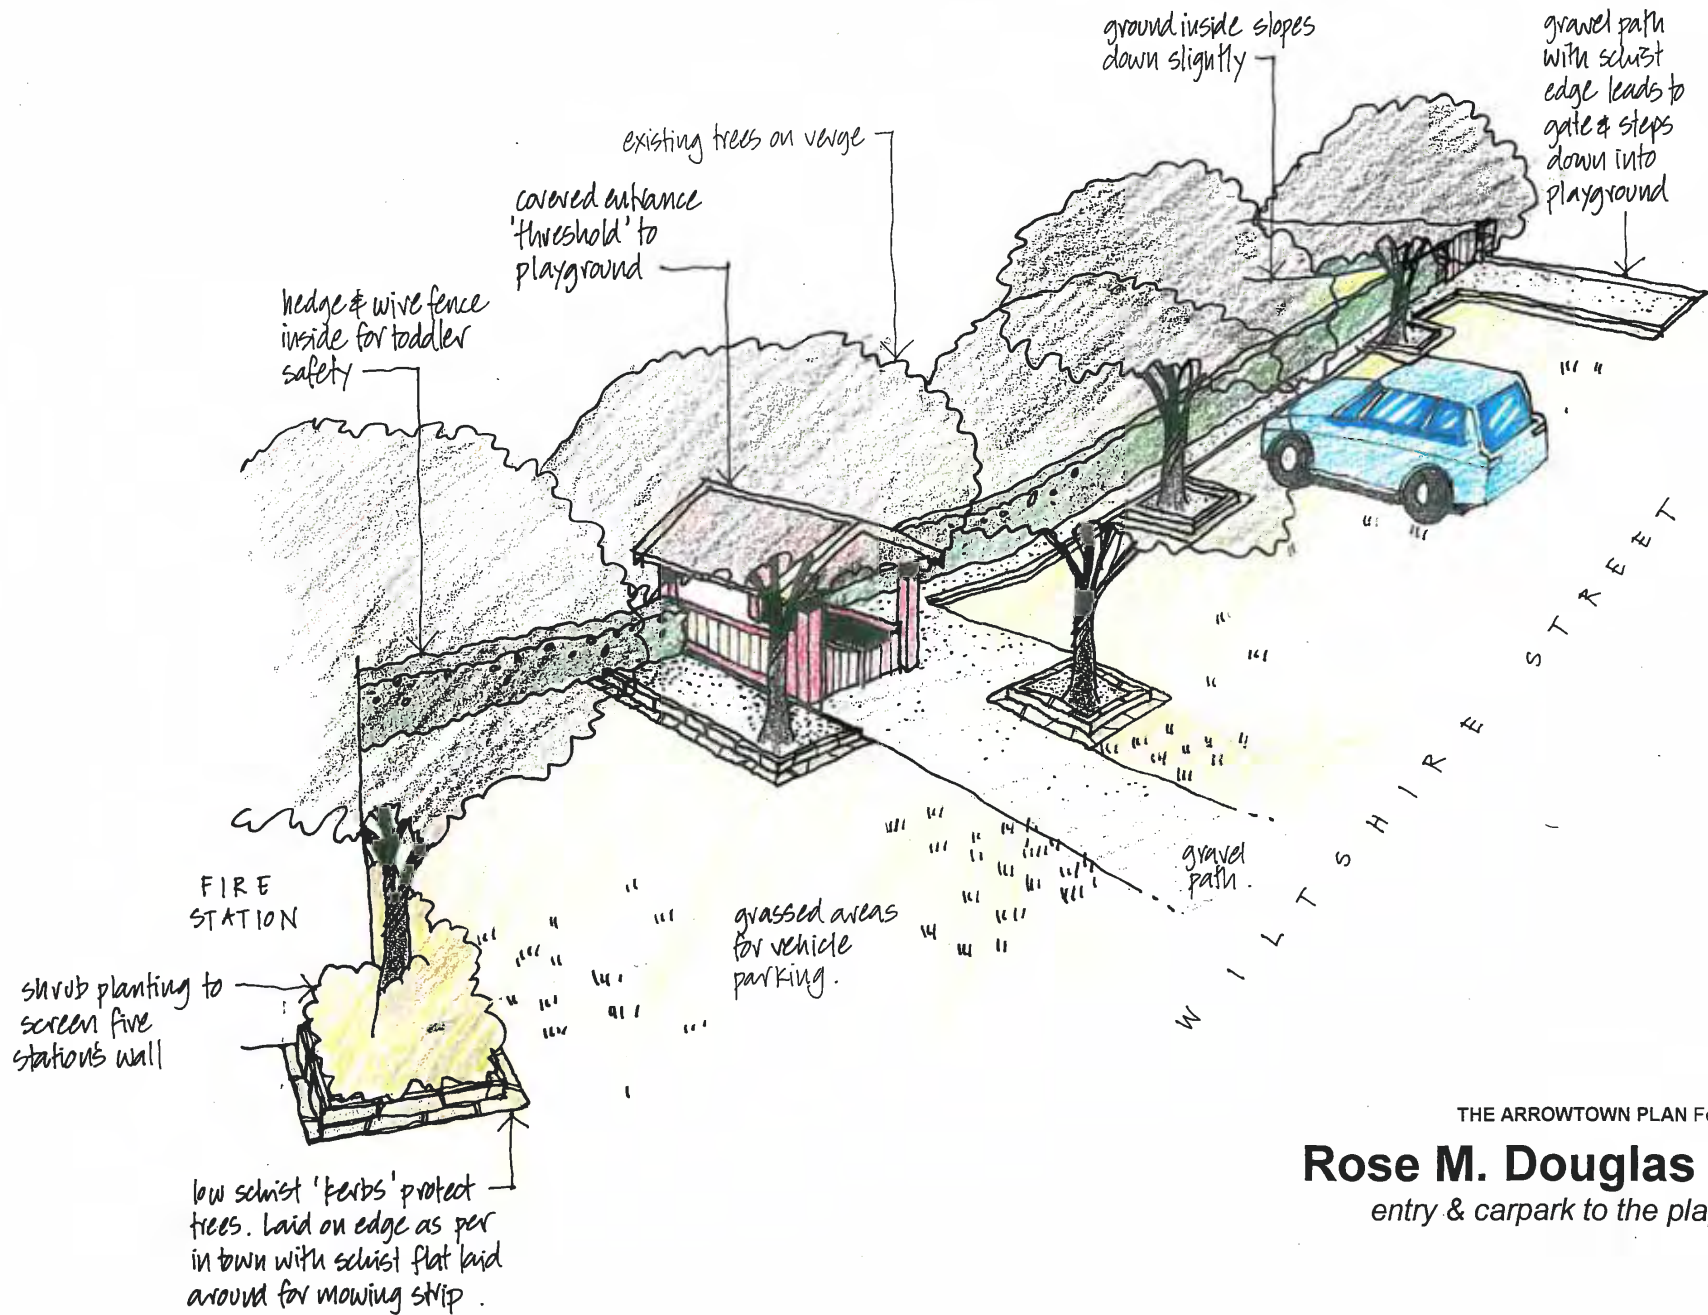 ground inside slopes
down slightly
gravel path
with schist
edge leads to
gate & steps
down into
playground
existing trees on verge
covered entrance
'threshold' to
playground
hedge & wire fence
inside for toddler
safety
FIRE
STATION
shrub planting to
screen fire
station's wall
grassed areas
for vehicle
parking.
gravel
path.
WILTSHIRE STREET
low schist 'kerbs' protect
trees. Laid on edge as per
in town with schist flat laid
around for mowing strip.
THE ARROWTOWN PLAN
Rose M. Douglas
entry & carpark to the